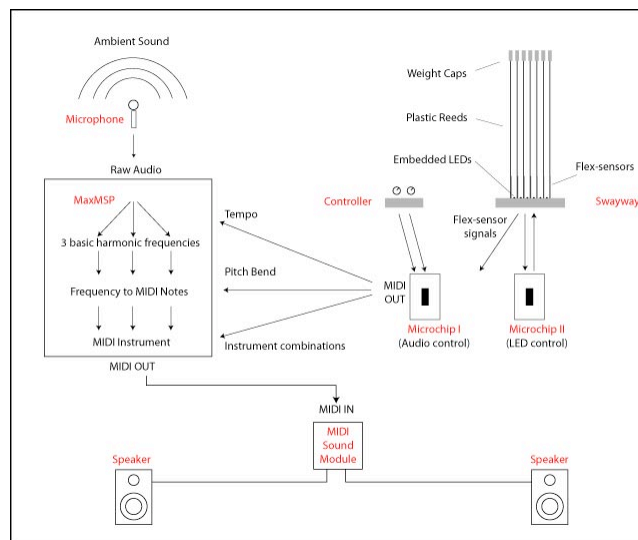 Ambient Sound
Microphone
Raw Audio
MaxMSP
3 basic harmonic frequencies
Frequency to MIDI Notes
MIDI Instrument
MIDI OUT
Tempo
Pitch Bend
Instrument combinations
Controller
MIDI
OUT
Microchip I
(Audio control)
Weight Caps
Plastic Reeds
Embedded LEDs
Flex-sensors
Swayway
Flex-sensor
signals
Microchip II
(LED control)
MIDI IN
MIDI
Sound
Module
Speaker
Speaker